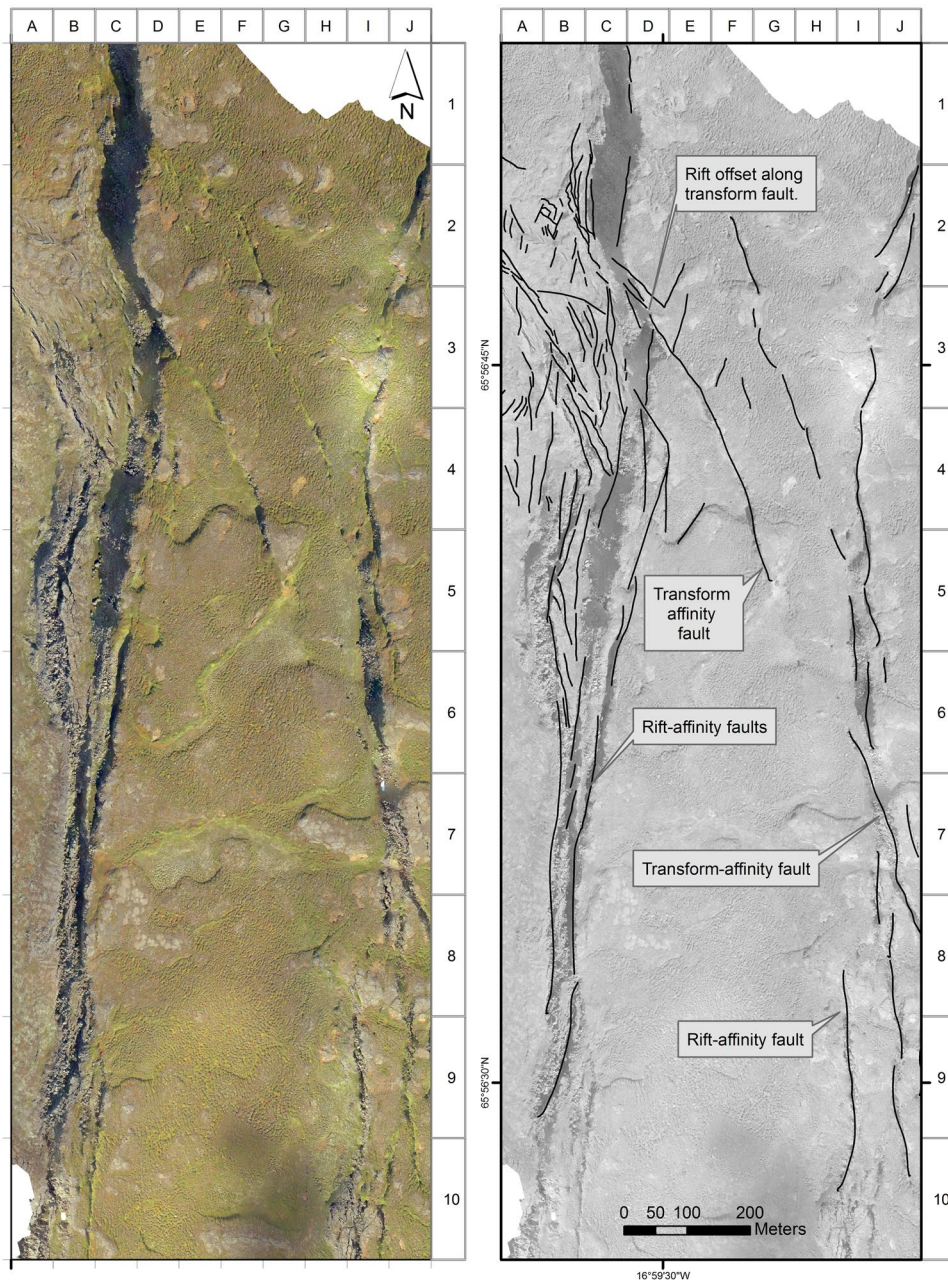 A B C D E F G H I J
A B C D E F G H I J
N
1
2
3
4
5
6
7
8
9
10
1
2
3
4
5
6
7
8
9
10
65°56'45"N
65°56'30"N
16°59'30"W
Rift offset along
transform fault.
Transform
affinity
fault
Rift-affinity faults
Transform-affinity fault
Rift-affinity fault
0 50 100 200
Meters